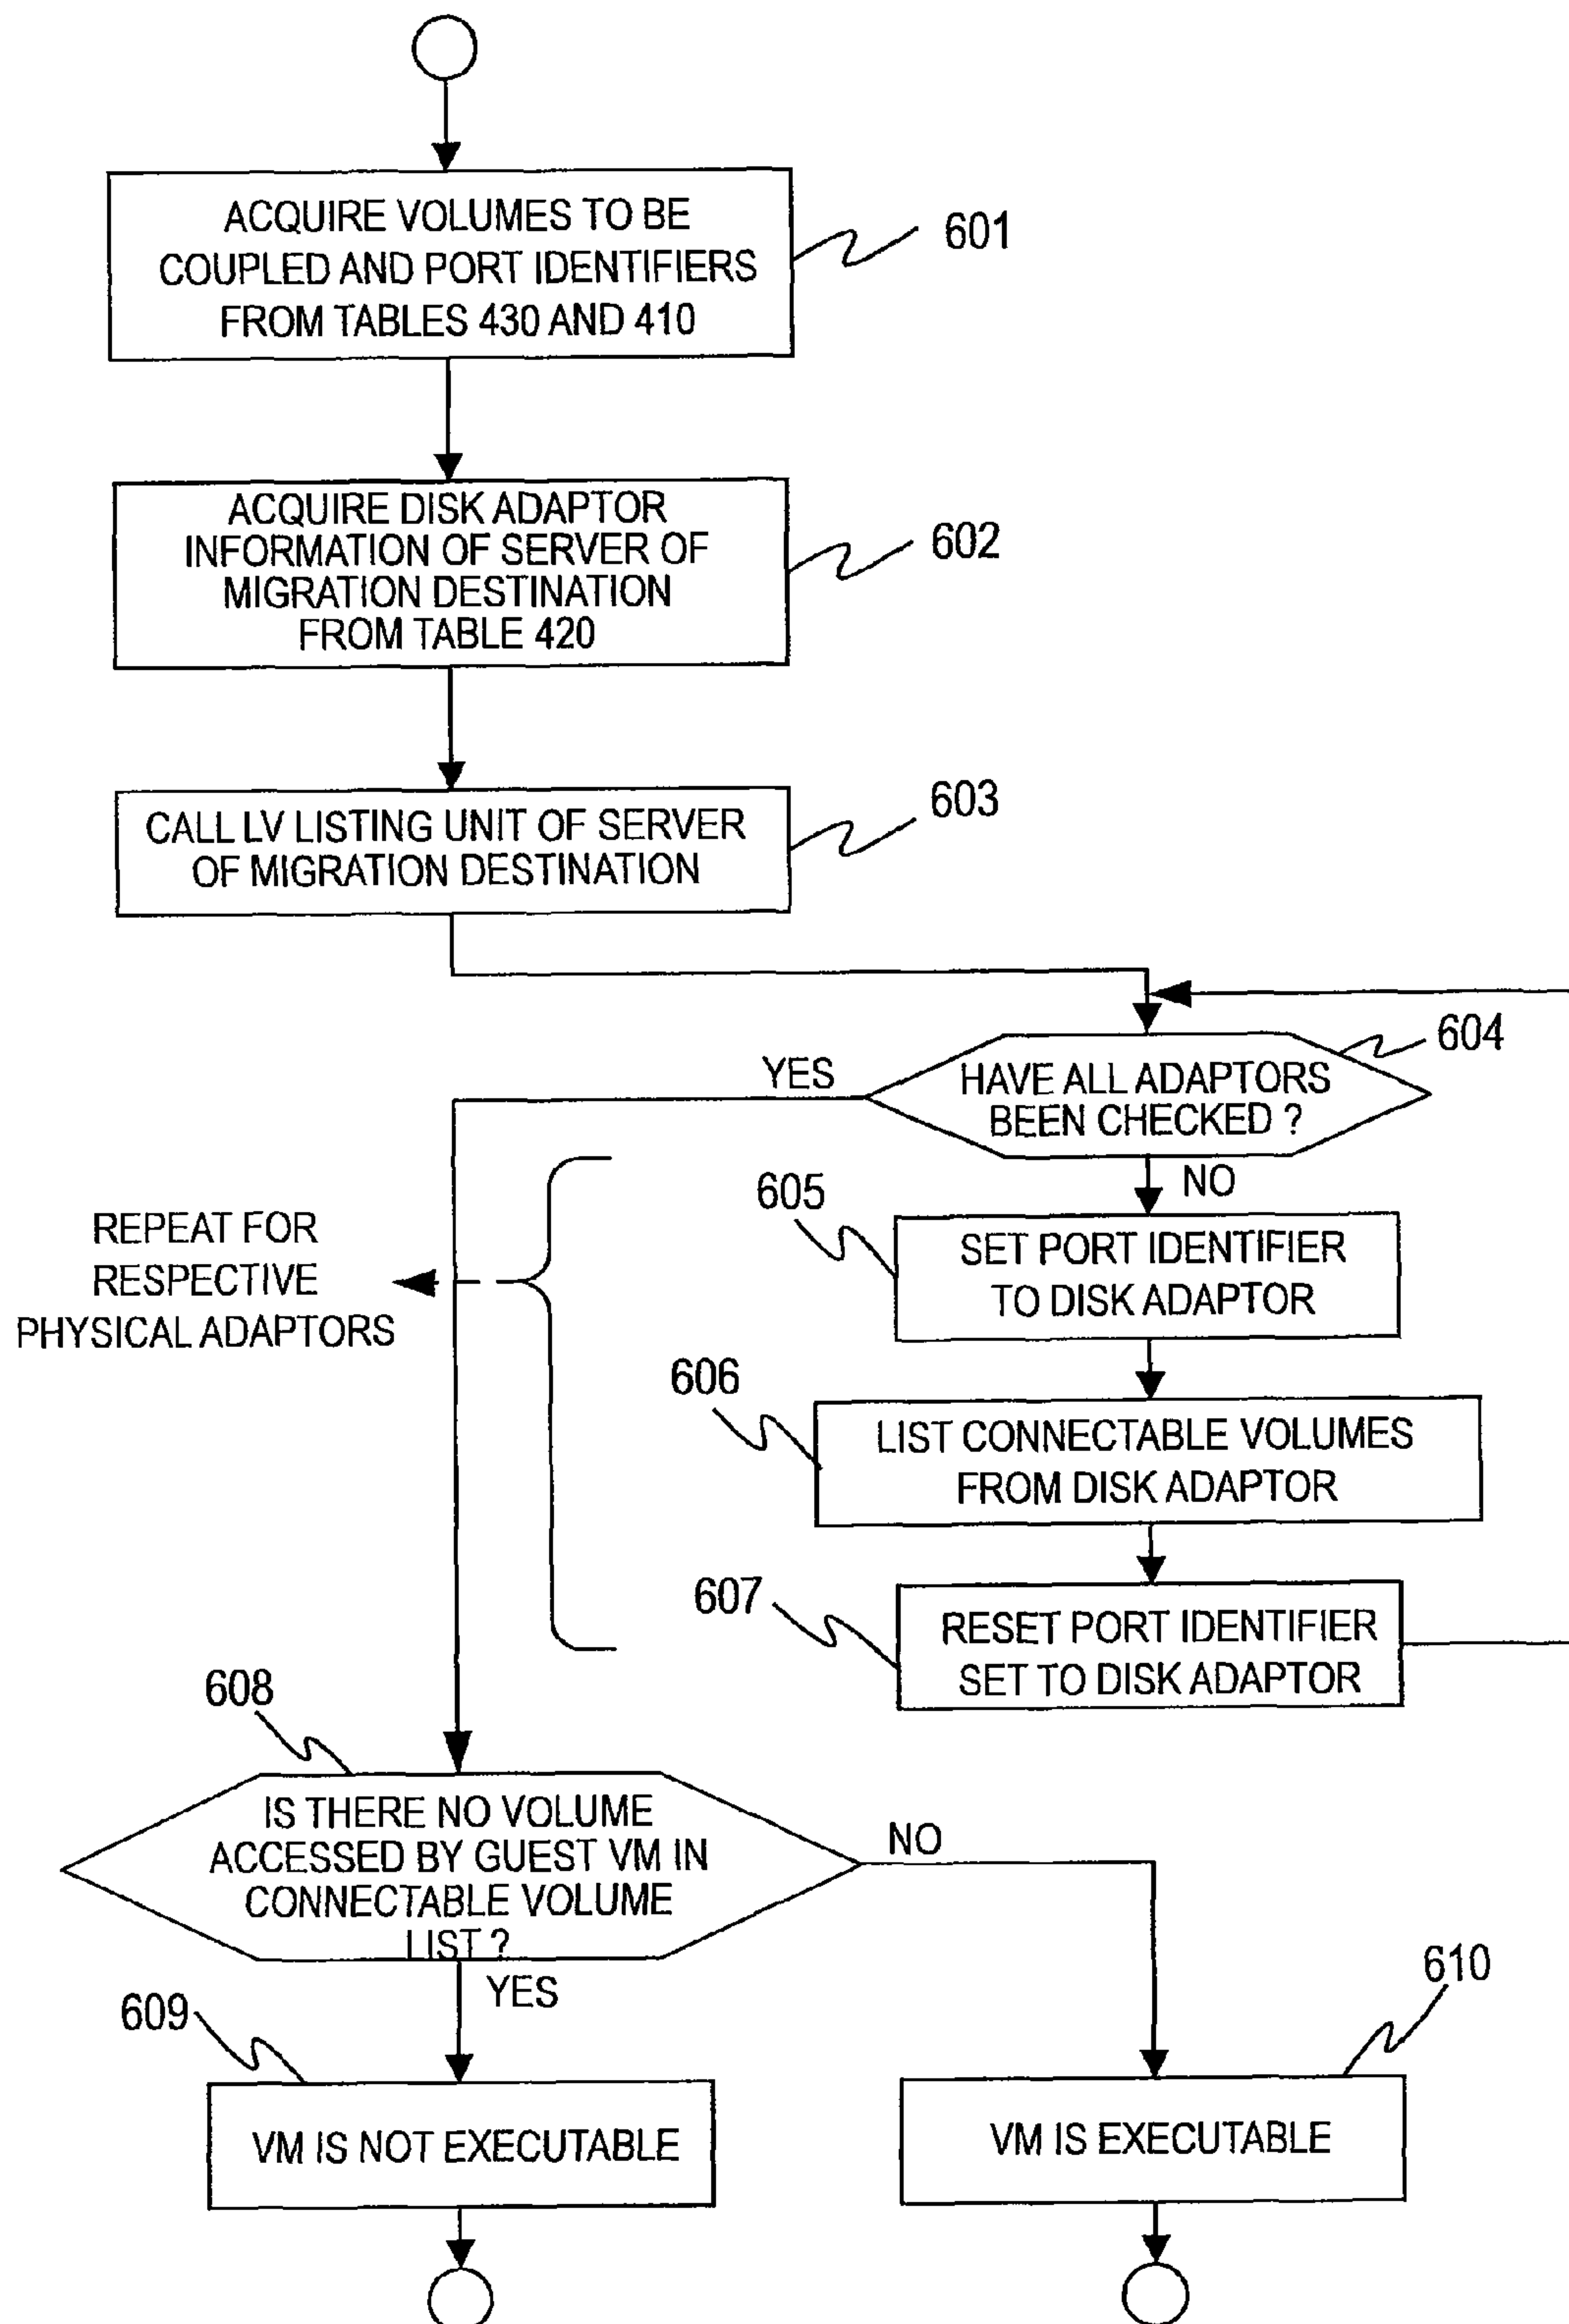 ACQUIRE VOLUMES TO BE
COUPLED AND PORT IDENTIFIERS
FROM TABLES 430 AND 410
601
ACQUIRE DISK ADAPTOR
INFORMATION OF SERVER OF
MIGRATION DESTINATION
FROM TABLE 420
602
CALL LV LISTING UNIT OF SERVER
OF MIGRATION DESTINATION
603
604
HAVE ALL ADAPTORS
BEEN CHECKED ?
YES
NO
605
SET PORT IDENTIFIER
TO DISK ADAPTOR
REPEAT FOR
RESPECTIVE
PHYSICAL ADAPTORS
606
LIST CONNECTABLE VOLUMES
FROM DISK ADAPTOR
607
RESET PORT IDENTIFIER
SET TO DISK ADAPTOR
608
IS THERE NO VOLUME
ACCESSED BY GUEST VM IN
CONNECTABLE VOLUME
LIST ?
NO
YES
609
VM IS NOT EXECUTABLE
610
VM IS EXECUTABLE